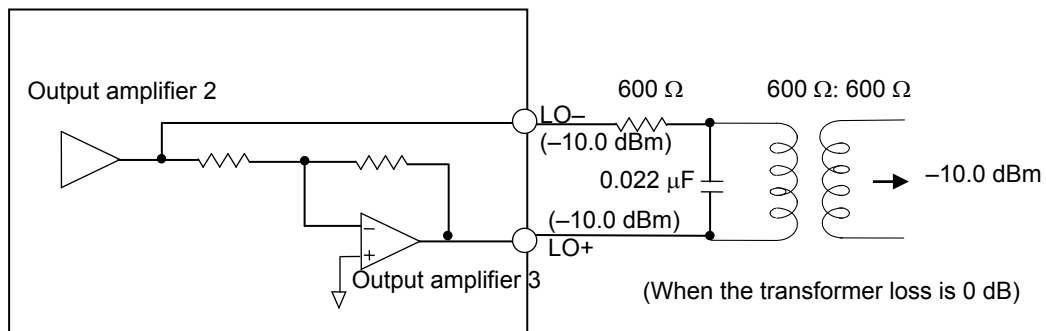 Output amplifier 2
LO–
(–10.0 dBm)
600 Ω
600 Ω: 600 Ω
0.022 µF
–10.0 dBm
(–10.0 dBm)
LO+
–
+
Output amplifier 3
(When the transformer loss is 0 dB)